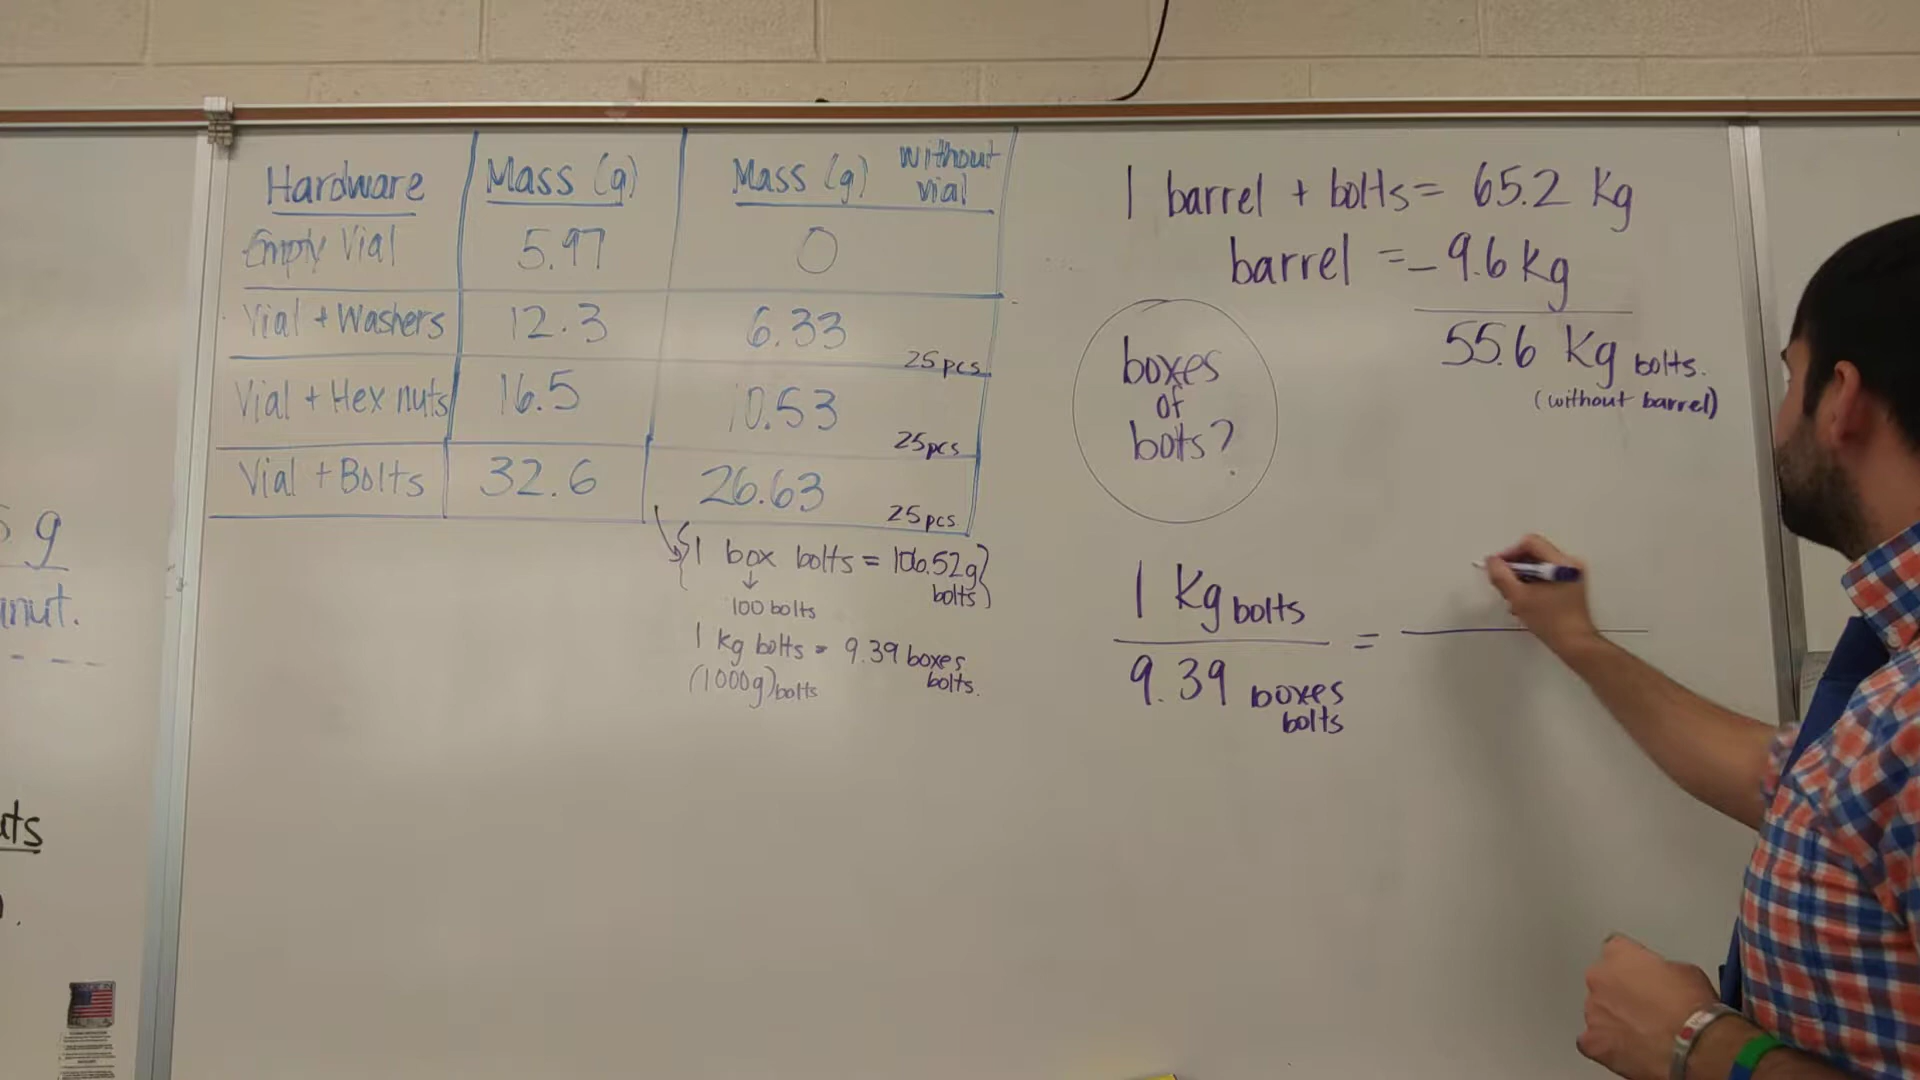 Hardware
Mass (g)
Mass (g) without vial
Empty Vial
5.97
0
Vial + Washers
12.3
6.33
25 pcs
Vial + Hex nuts
16.5
10.53
25 pcs
Vial + Bolts
32.6
26.63
25 pcs
1 box bolts = 106.52g bolts
100 bolts
1 kg bolts = 9.39 boxes bolts.
(1000g) bolts
1 barrel + bolts = 65.2 Kg
barrel = - 9.6 kg
55.6 Kg bolts.
(without barrel)
boxes
of
bots?
1 Kg bolts
9.39 boxes bolts
=
g
nut.